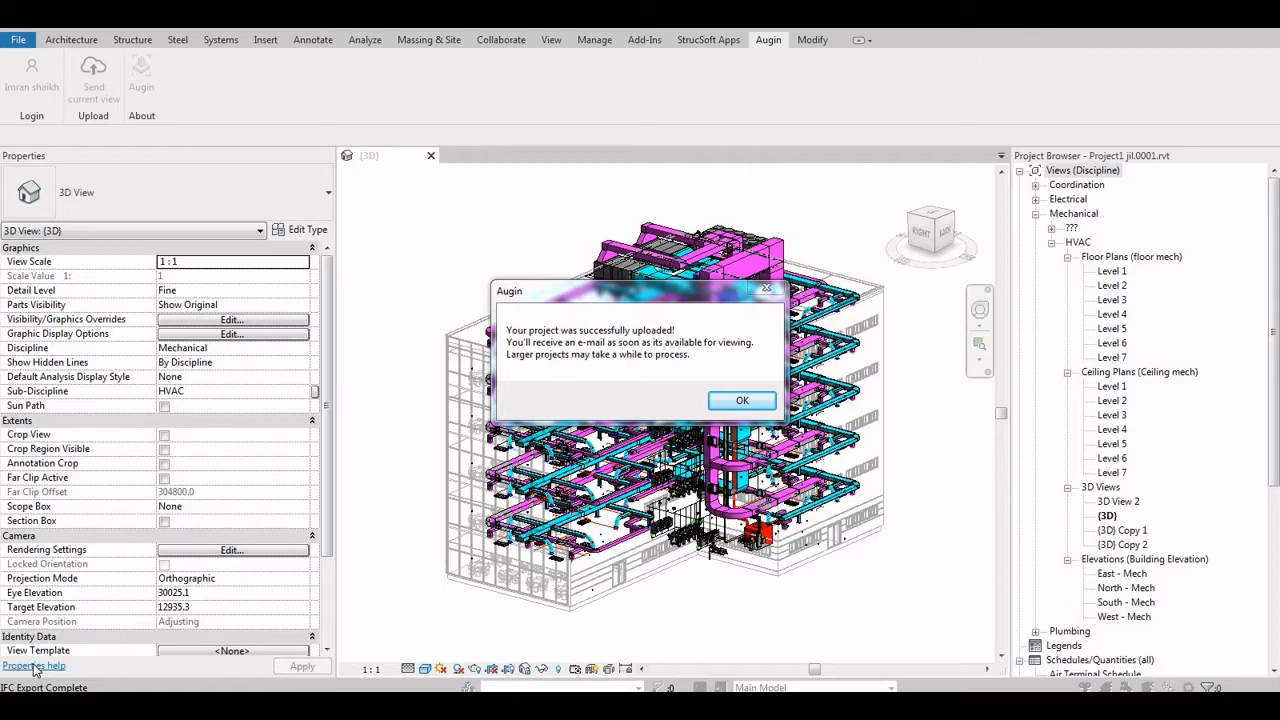 File Architecture Structure Steel Systems Insert Annotate Analyze Massing & Site Collaborate View Manage Add-Ins StrucSoft Apps Augin Modify
Imran shaikh
Send current view
Augin
Login
Upload
About
Properties
3D View
3D View: {3D}
Edit Type
Graphics
View Scale 1 : 1
Scale Value 1: 1
Detail Level Fine
Parts Visibility Show Original
Visibility/Graphics Overrides Edit...
Graphic Display Options Edit...
Discipline Mechanical
Show Hidden Lines By Discipline
Default Analysis Display Style None
Sub-Discipline HVAC
Sun Path
Extents
Crop View
Crop Region Visible
Annotation Crop
Far Clip Active
Far Clip Offset 304800.0
Scope Box None
Section Box
Camera
Rendering Settings Edit...
Locked Orientation
Projection Mode Orthographic
Eye Elevation 30025.1
Target Elevation 12935.3
Camera Position Adjusting
Identity Data
View Template <None>
Properties help
Apply
IFC Export Complete
{3D}
RIGHT
BACK
Augin
Your project was successfully uploaded!
You'll receive an e-mail as soon as its available for viewing.
Larger projects may take a while to process.
OK
1 : 1
:0
Main Model
:0
Project Browser - Project1 jil.0001.rvt
Views (Discipline)
Coordination
Electrical
Mechanical
???
HVAC
Floor Plans (floor mech)
Level 1
Level 2
Level 3
Level 4
Level 5
Level 6
Level 7
Ceiling Plans (Ceiling mech)
Level 1
Level 2
Level 3
Level 4
Level 5
Level 6
Level 7
3D Views
3D View 2
{3D}
{3D} Copy 1
{3D} Copy 2
Elevations (Building Elevation)
East - Mech
North - Mech
South - Mech
West - Mech
Plumbing
Legends
Schedules/Quantities (all)
Air Terminal Schedule